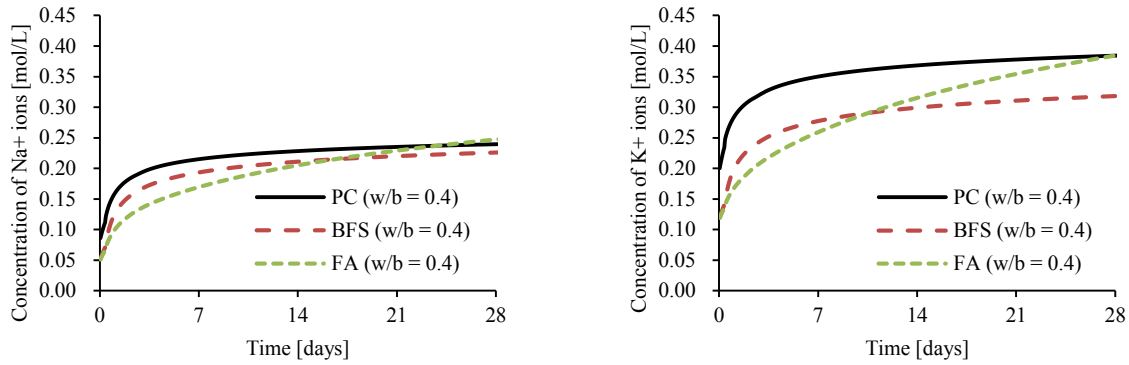 Concentration of Na+ ions [mol/L]
0.45
0.40
0.35
0.30
0.25
0.20
0.15
0.10
0.05
0.00
PC (w/b = 0.4)
BFS (w/b = 0.4)
FA (w/b = 0.4)
0 7 14 21 28
Time [days]
Concentration of K+ ions [mol/L]
0.45
0.40
0.35
0.30
0.25
0.20
0.15
0.10
0.05
0.00
PC (w/b = 0.4)
BFS (w/b = 0.4)
FA (w/b = 0.4)
0 7 14 21 28
Time [days]